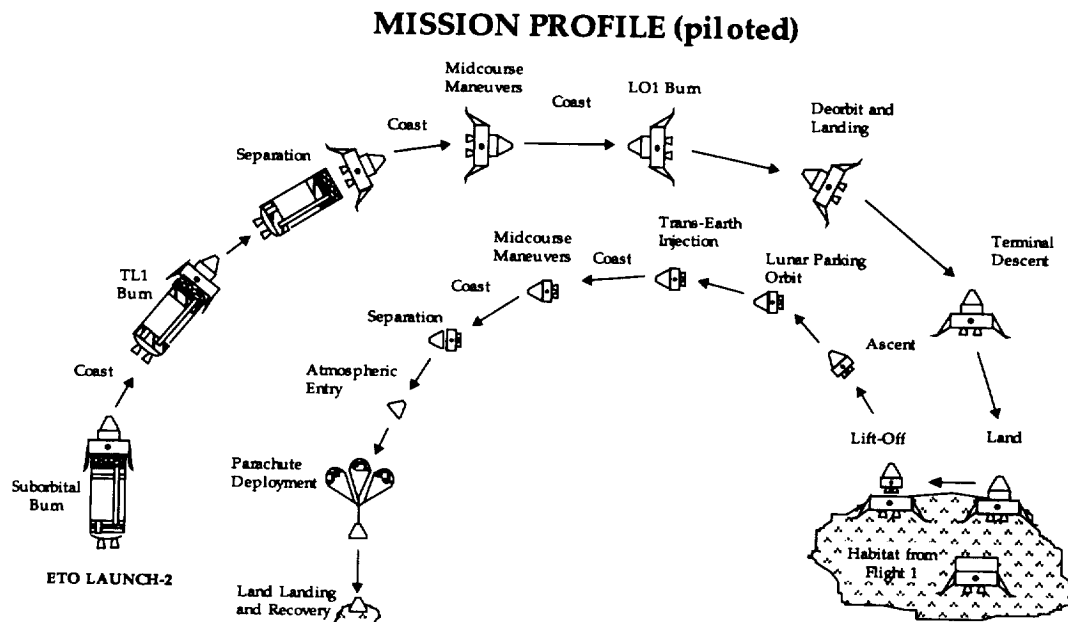 MISSION PROFILE (piloted)
Midcourse
Maneuvers
LO1 Burn
Coast
Coast
Deorbit and
Landing
Separation
Trans-Earth
Injection
Midcourse
Maneuvers
Terminal
Descent
Lunar Parking
Orbit
TL1
Burn
Coast
Coast
Separation
Ascent
Coast
Atmospheric
Entry
Lift-Off
Land
Parachute
Deployment
Suborbital
Burn
Habitat from
Flight 1
ETO LAUNCH-2
Land Landing
and Recovery